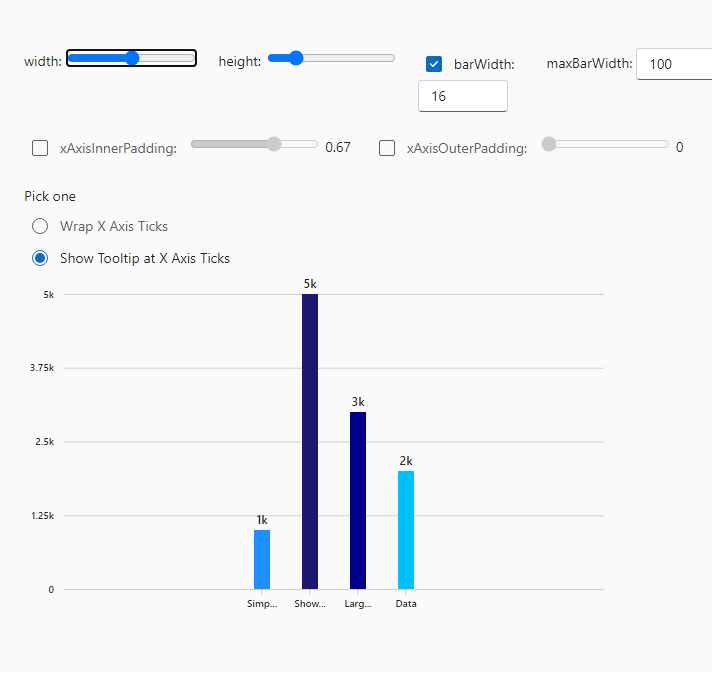 width: height: barWidth: maxBarWidth: 100
16
xAxisInnerPadding: 0.67 xAxisOuterPadding: 0
Pick one
Wrap X Axis Ticks
Show Tooltip at X Axis Ticks
5k
5k
3.75k
3k
2.5k
2k
1.25k
1k
0
Simp... Show... Larg... Data